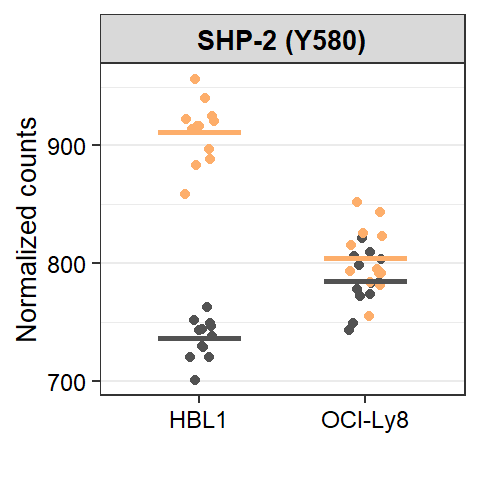 SHP-2 (Y580)
Normalized counts
900
800
700
HBL1
OCI-Ly8